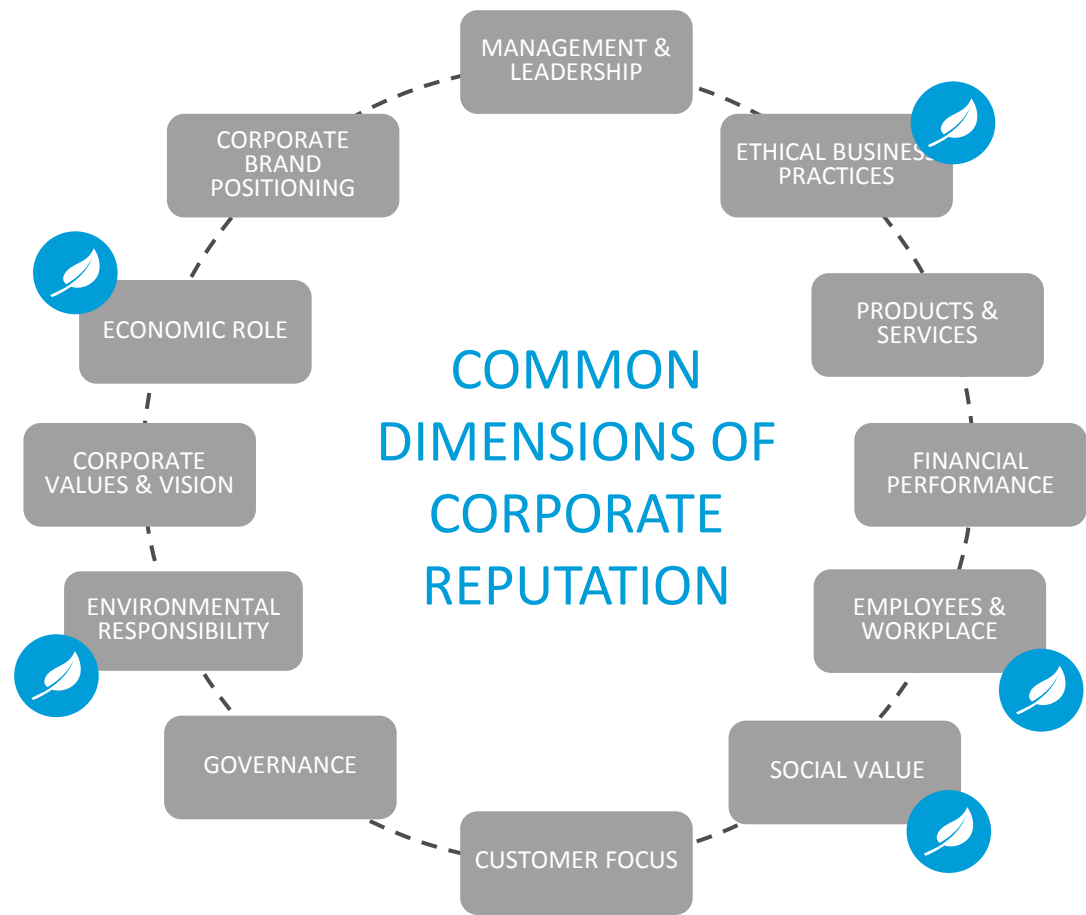 MANAGEMENT &
LEADERSHIP
ETHICAL BUSINESS
PRACTICES
PRODUCTS &
SERVICES
FINANCIAL
PERFORMANCE
EMPLOYEES &
WORKPLACE
SOCIAL VALUE
CUSTOMER FOCUS
GOVERNANCE
ENVIRONMENTAL
RESPONSIBILITY
CORPORATE
VALUES & VISION
ECONOMIC ROLE
CORPORATE
BRAND
POSITIONING
COMMON
DIMENSIONS OF
CORPORATE
REPUTATION